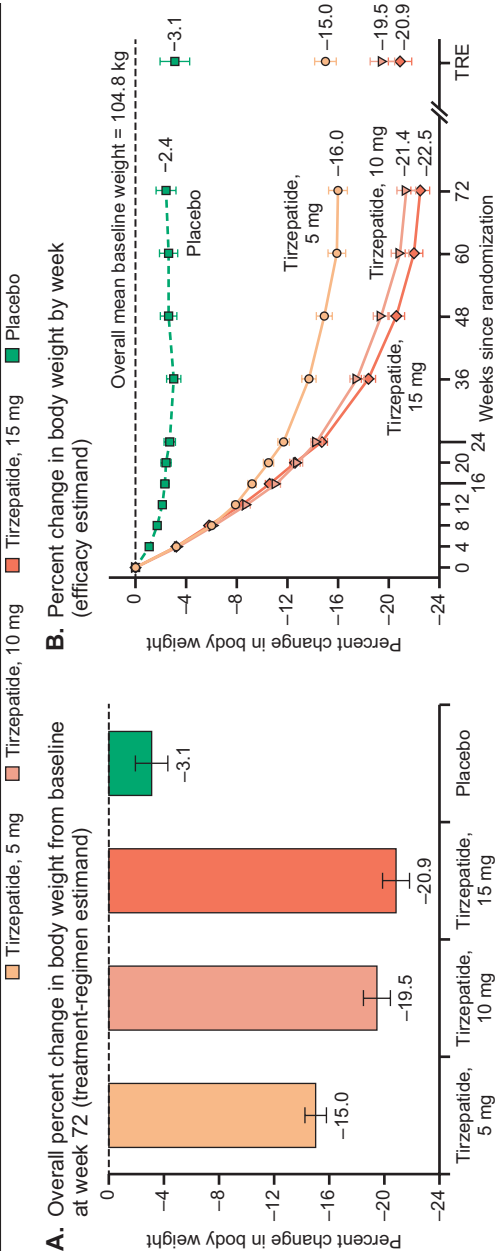 Tirzepatide, 5 mg Tirzepatide, 10 mg Tirzepatide, 15 mg Placebo
A. Overall percent change in body weight from baseline
at week 72 (treatment-regimen estimand)
Percent change in body weight
0
–4
–8
–12
–16
–20
–24
–15.0
–19.5
–20.9
–3.1
Tirzepatide,
5 mg
Tirzepatide,
10 mg
Tirzepatide,
15 mg
Placebo
B. Percent change in body weight by week
(efficacy estimand)
Percent change in body weight
0
–4
–8
–12
–16
–20
–24
Overall mean baseline weight = 104.8 kg
–2.4
–3.1
Placebo
Tirzepatide,
5 mg
–16.0
–15.0
Tirzepatide, 10 mg
–21.4
–19.5
–22.5
–20.9
Tirzepatide,
15 mg
0 4 8 12 16 20 24 36 48 60 72 TRE
Weeks since randomization